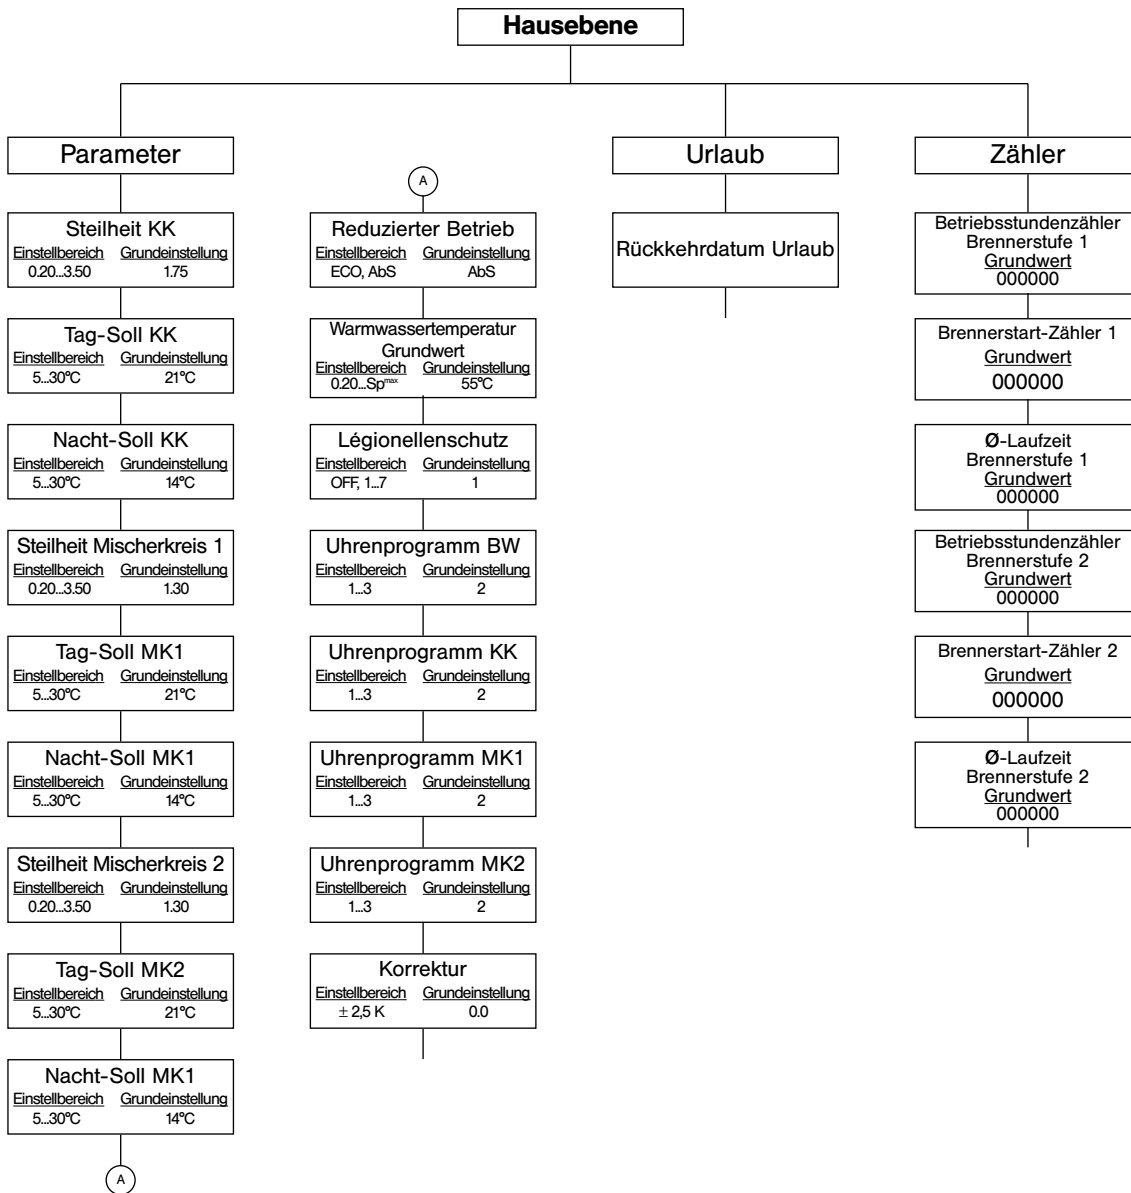 Hausebene
Parameter
Steilheit KK
Einstellbereich Grundeinstellung
0.20...3.50 1.75
Tag-Soll KK
Einstellbereich Grundeinstellung
5...30°C 21°C
Nacht-Soll KK
Einstellbereich Grundeinstellung
5...30°C 14°C
Steilheit Mischerkreis 1
Einstellbereich Grundeinstellung
0.20...3.50 1.30
Tag-Soll MK1
Einstellbereich Grundeinstellung
5...30°C 21°C
Nacht-Soll MK1
Einstellbereich Grundeinstellung
5...30°C 14°C
Steilheit Mischerkreis 2
Einstellbereich Grundeinstellung
0.20...3.50 1.30
Tag-Soll MK2
Einstellbereich Grundeinstellung
5...30°C 21°C
Nacht-Soll MK1
Einstellbereich Grundeinstellung
5...30°C 14°C
A
A
Reduzierter Betrieb
Einstellbereich Grundeinstellung
ECO, AbS AbS
Warmwassertemperatur
Grundwert
Einstellbereich Grundeinstellung
0.20...Spmax 55°C
Légionellenschutz
Einstellbereich Grundeinstellung
OFF, 1...7 1
Uhrenprogramm BW
Einstellbereich Grundeinstellung
1...3 2
Uhrenprogramm KK
Einstellbereich Grundeinstellung
1...3 2
Uhrenprogramm MK1
Einstellbereich Grundeinstellung
1...3 2
Uhrenprogramm MK2
Einstellbereich Grundeinstellung
1...3 2
Korrektur
Einstellbereich Grundeinstellung
± 2,5 K 0.0
Urlaub
Rückkehrdatum Urlaub
Zähler
Betriebsstundenzähler
Brennerstufe 1
Grundwert
000000
Brennerstart-Zähler 1
Grundwert
000000
Ø-Laufzeit
Brennerstufe 1
Grundwert
000000
Betriebsstundenzähler
Brennerstufe 2
Grundwert
000000
Brennerstart-Zähler 2
Grundwert
000000
Ø-Laufzeit
Brennerstufe 2
Grundwert
000000